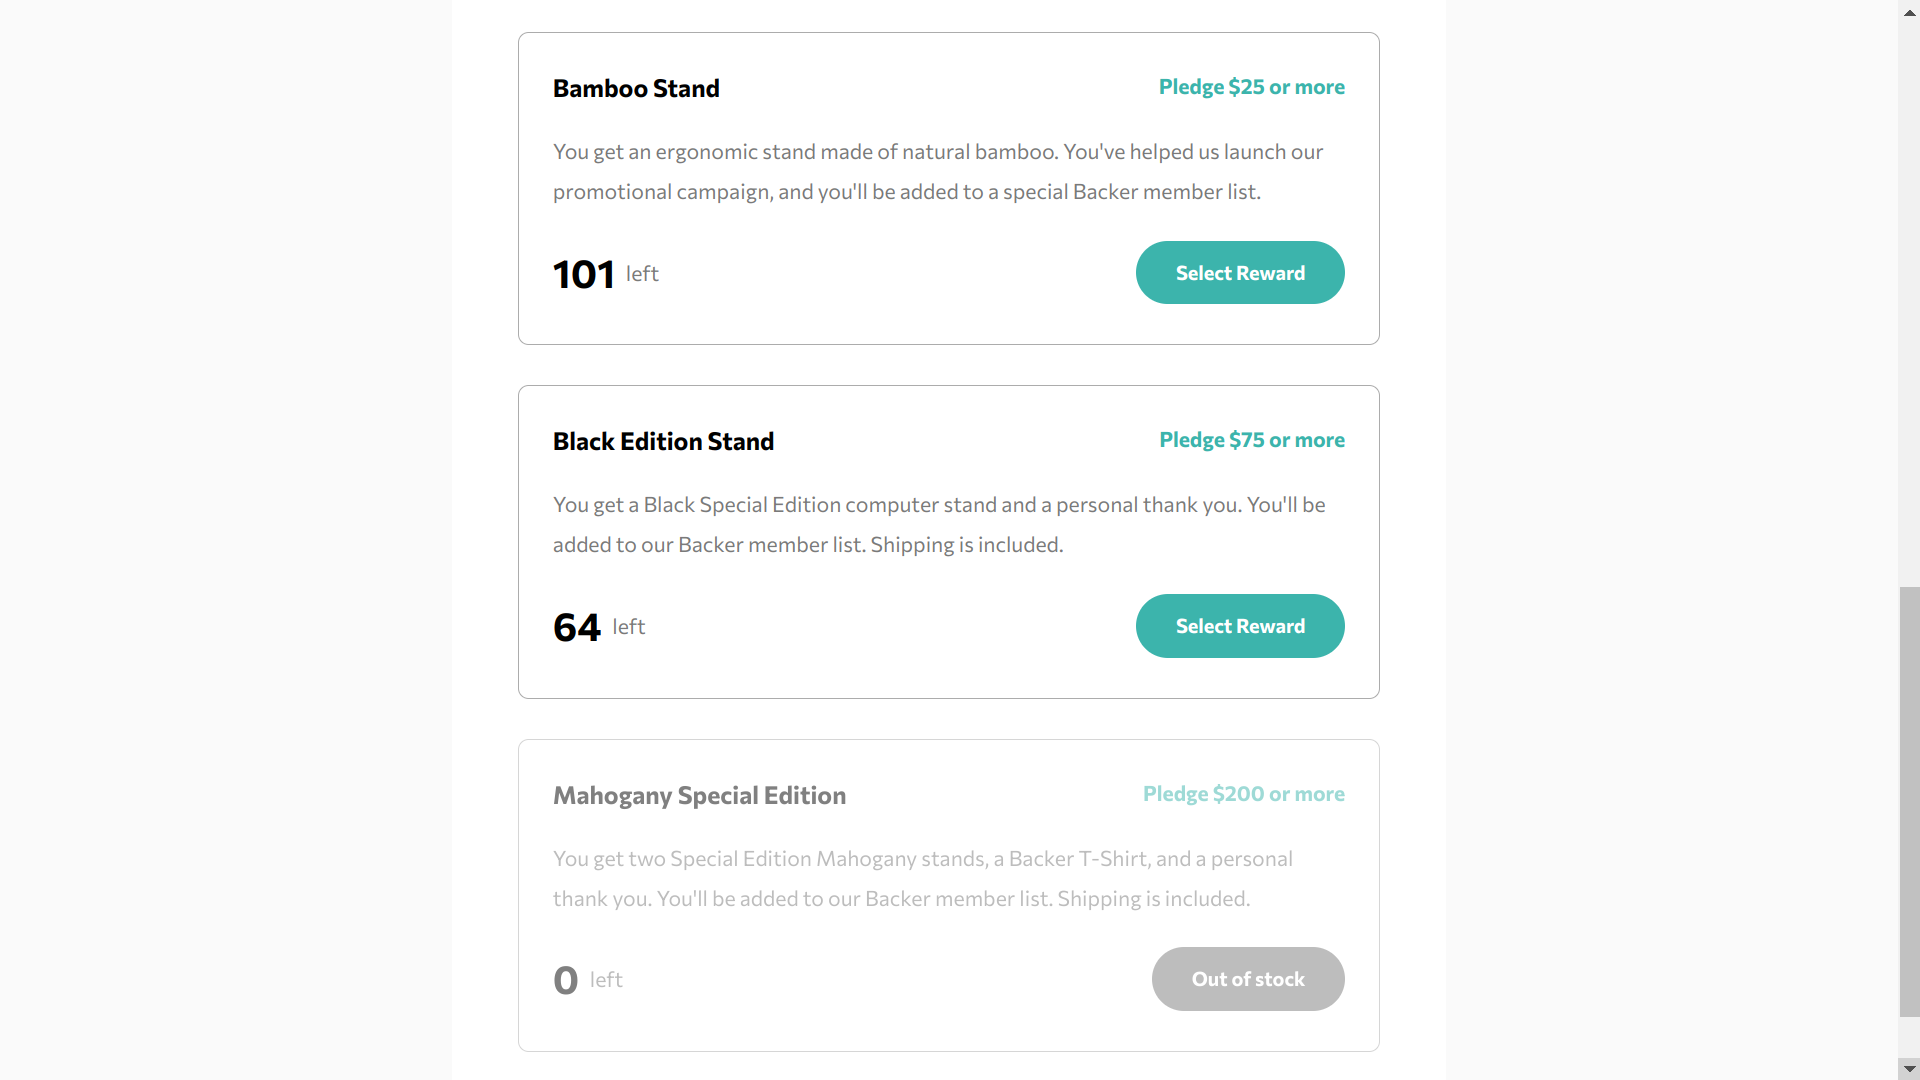 Bamboo Stand
Pledge $25 or more
You get an ergonomic stand made of natural bamboo. You've helped us launch our
promotional campaign, and you'll be added to a special Backer member list.
101 left
Select Reward
Black Edition Stand
Pledge $75 or more
You get a Black Special Edition computer stand and a personal thank you. You'll be
added to our Backer member list. Shipping is included.
64 left
Select Reward
Mahogany Special Edition
Pledge $200 or more
You get two Special Edition Mahogany stands, a Backer T-Shirt, and a personal
thank you. You'll be added to our Backer member list. Shipping is included.
0 left
Out of stock